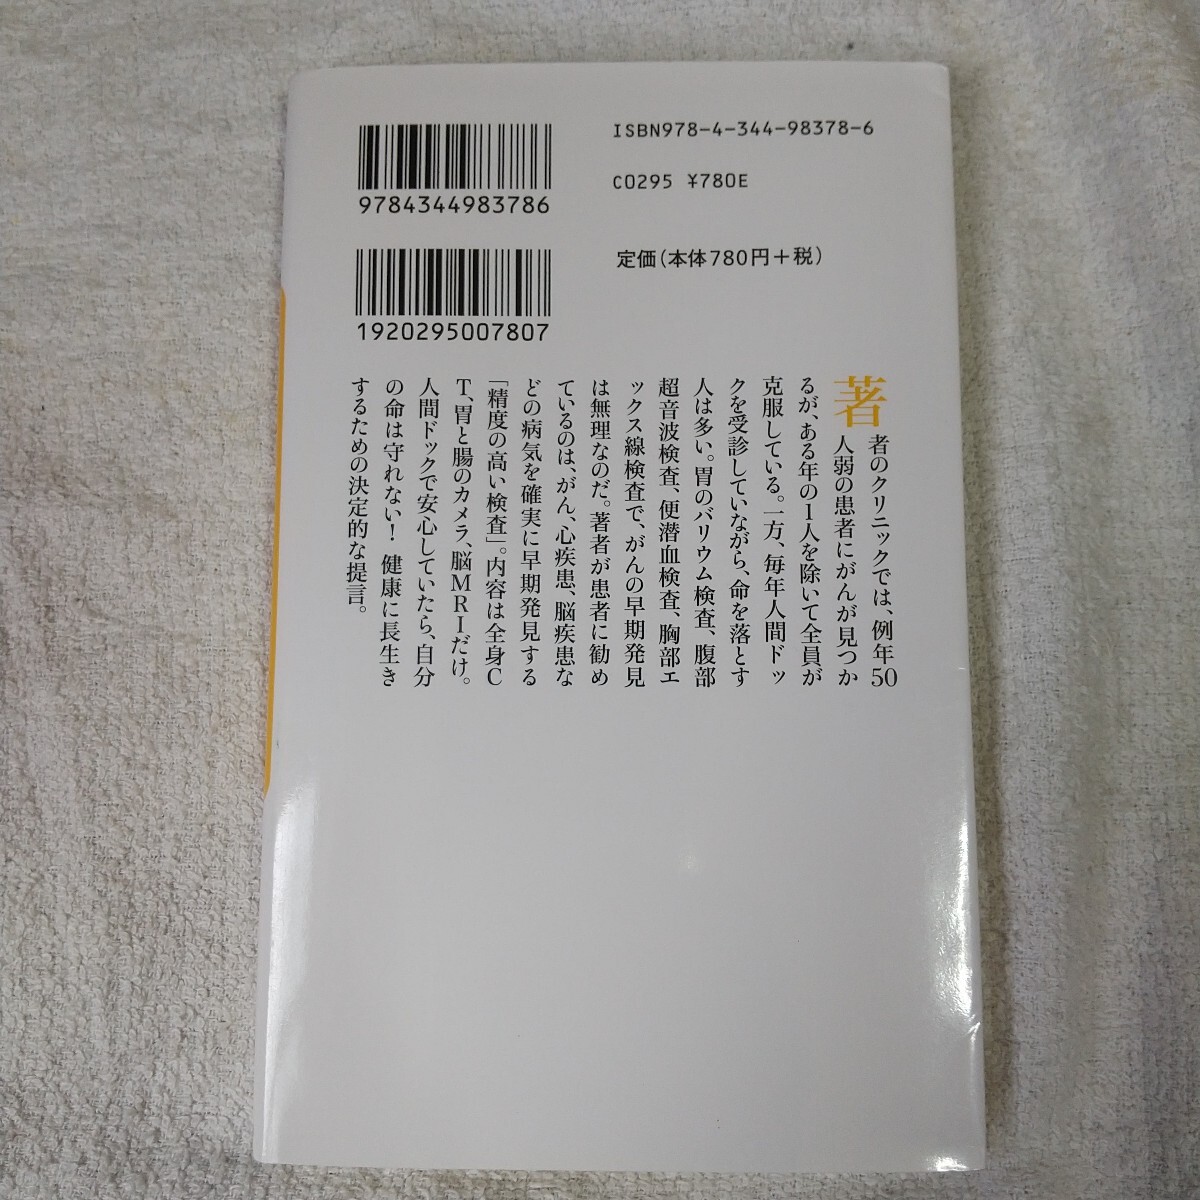 ISBN978-4-344-98378-6
9784344983786
C0295 ¥780E
定価(本体780円+税)
1920295007807
著者のクリニックでは、例年50
人弱の患者にがんが見つか
るが、ある年の1人を除いて全員が
克服している。一方、毎年人間ドッ
クを受診していながら、命を落とす
人は多い。胃のバリウム検査、腹部
超音波検査、便潜血検査、胸部エ
ックス線検査で、がんの早期発見
は無理なのだ。著者が患者に勧め
ているのは、がん、心疾患、脳疾患な
どの病気を確実に早期発見する
「精度の高い検査」。内容は全身C
T、胃と腸のカメラ、脳MRIだけ。
人間ドックで安心していたら、自分
の命は守れない! 健康に長生き
するための決定的な提言。